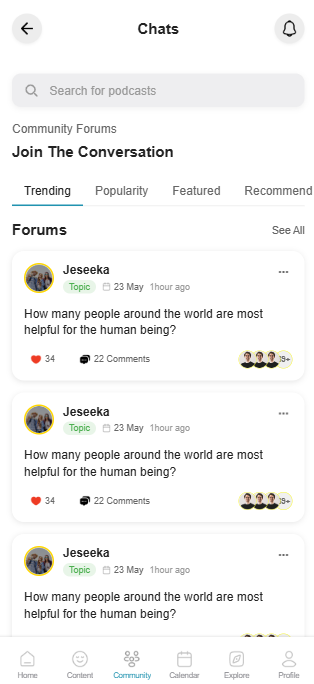 Chats
Search for podcasts
Community Forums
Join The Conversation
Trending Popularity Featured Recommend
Forums See All
Jeseeka
Topic 23 May 1hour ago
How many people around the world are most
helpful for the human being?
34 22 Comments 9+
Jeseeka
Topic 23 May 1hour ago
How many people around the world are most
helpful for the human being?
34 22 Comments 9+
Jeseeka
Topic 23 May 1hour ago
How many people around the world are most
helpful for the human being?
Home Content Community Calendar Explore Profile